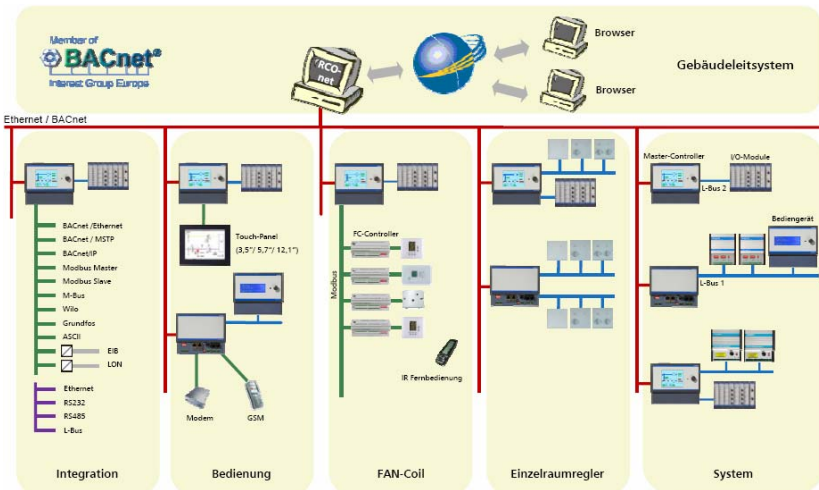 Member of
BACnet®
Interest Group Europe
RCO-
net
Browser
Browser
Gebäudeleitsystem
Ethernet / BACnet
BACnet /Ethernet
BACnet / MSTP
BACnet/IP
Modbus Master
Modbus Slave
M-Bus
Wilo
Grundfos
ASCII
EIB
LON
Ethernet
RS232
RS485
L-Bus
Integration
Touch-Panel
(3,5"/ 5,7"/ 12,1")
Modem
GSM
Bedienung
FC-Controller
Modbus
IR Fernbedienung
FAN-Coil
Einzelraumregler
Master-Controller
I/O-Module
L-Bus 2
Bediengerät
L-Bus 1
System